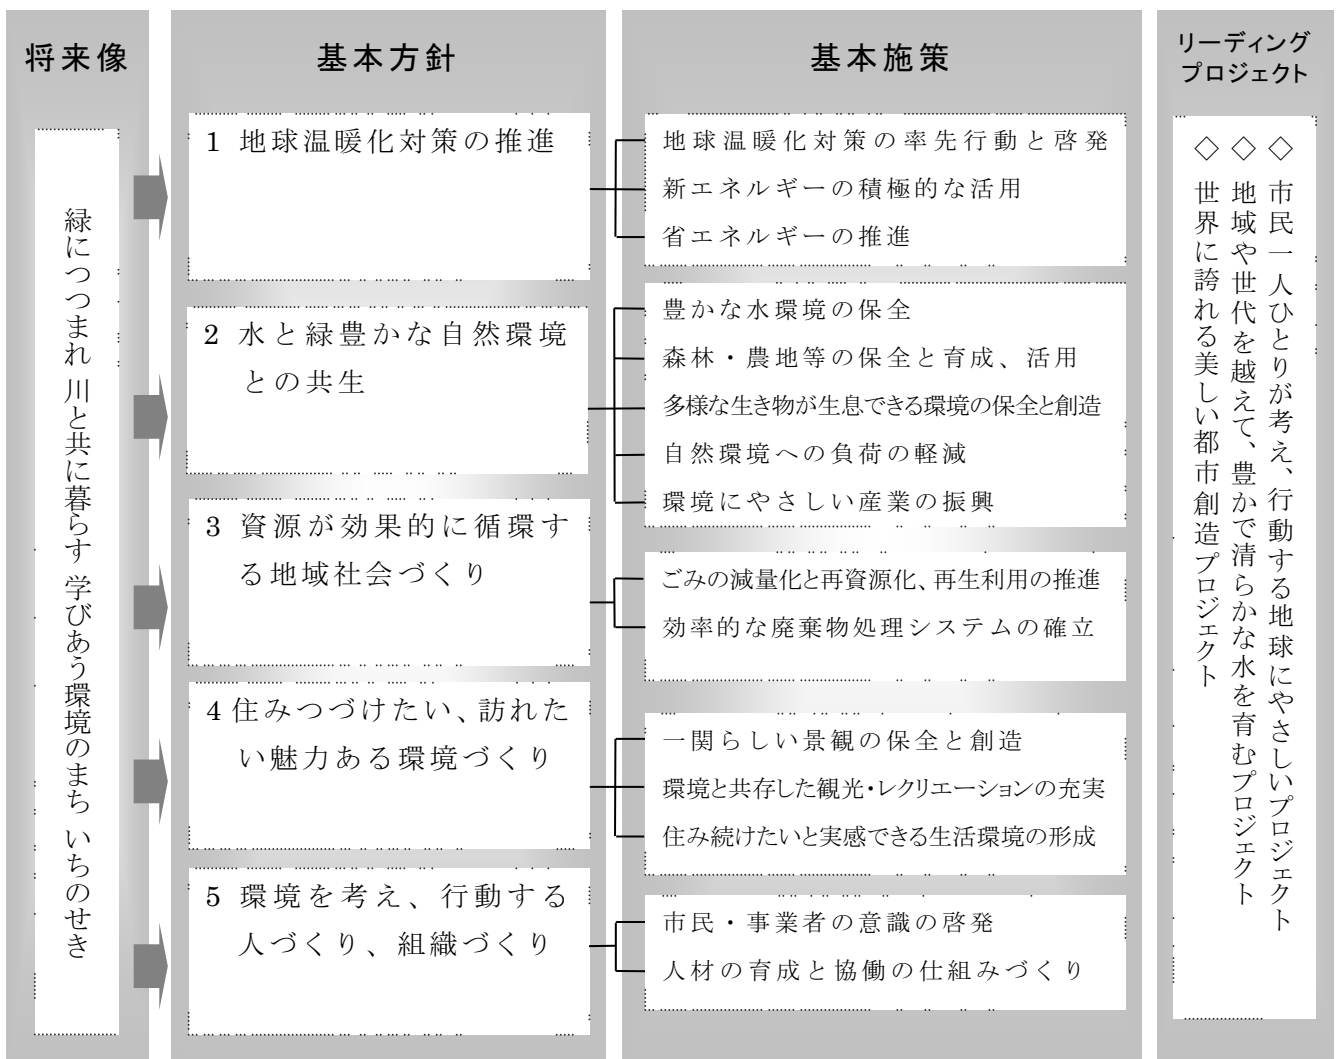 将来像
緑につつまれ 川と共に暮らす 学びあう環境のまち いちのせき
基本方針
1 地球温暖化対策の推進
2 水と緑豊かな自然環境
との共生
3 資源が効果的に循環す
る地域社会づくり
4 住みつづけたい、訪れた
い魅力ある環境づくり
5 環境を考え、行動する
人づくり、組織づくり
基本施策
地球温暖化対策の率先行動と啓発
新エネルギーの積極的な活用
省エネルギーの推進
豊かな水環境の保全
森林・農地等の保全と育成、活用
多様な生き物が生息できる環境の保全と創造
自然環境への負荷の軽減
環境にやさしい産業の振興
ごみの減量化と再資源化、再生利用の推進
効率的な廃棄物処理システムの確立
一関らしい景観の保全と創造
環境と共存した観光・レクリエーションの充実
住み続けたいと実感できる生活環境の形成
市民・事業者の意識の啓発
人材の育成と協働の仕組みづくり
リーディング
プロジェクト
◇ 市民一人ひとりが考え、行動する地球にやさしいプロジェクト
◇ 地域や世代を越えて、豊かで清らかな水を育むプロジェクト
◇ 世界に誇れる美しい都市創造プロジェクト